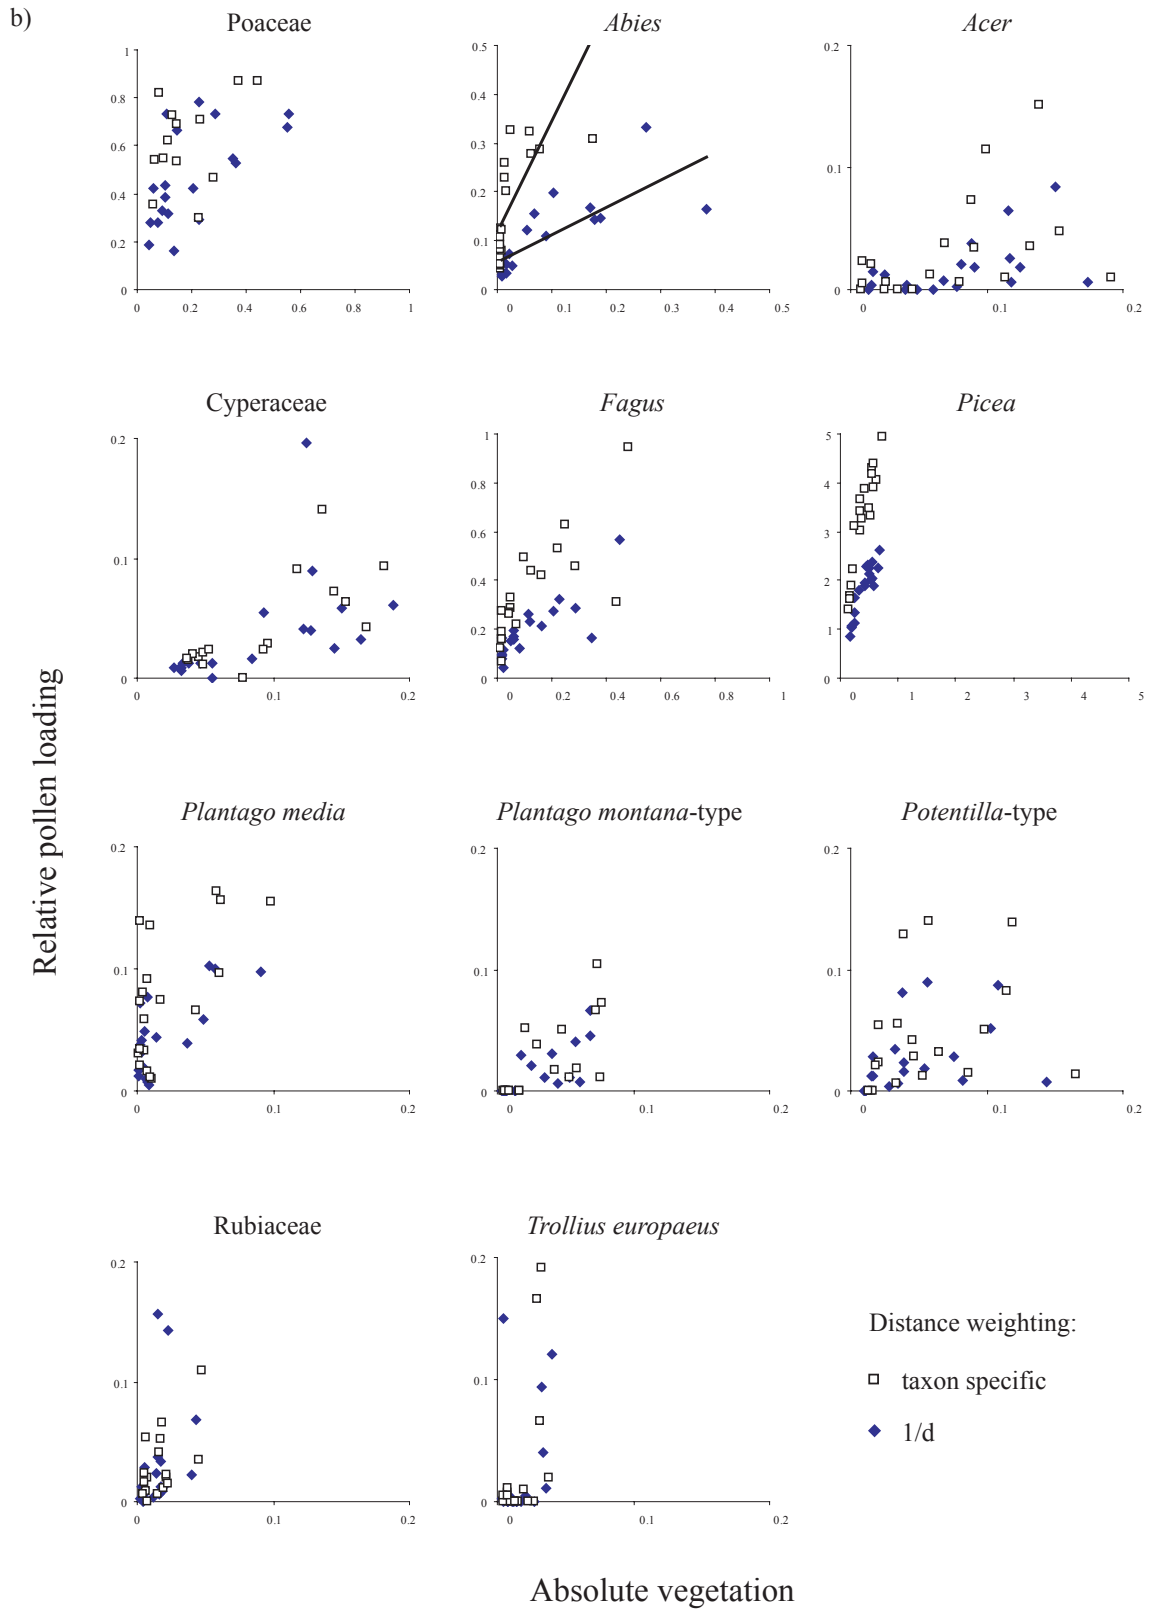 b)
Poaceae
Abies
Acer
1
0.8
0.6
0.4
0.2
0
0 0.2 0.4 0.6 0.8 1
0.5
0.4
0.3
0.2
0.1
0
0 0.1 0.2 0.3 0.4 0.5
0.2
0.1
0
0 0.1 0.2
Cyperaceae
Fagus
Picea
0.2
0.1
0
0 0.1 0.2
1
0.8
0.6
0.4
0.2
0
0 0.2 0.4 0.6 0.8 1
5
4
3
2
1
0
0 1 2 3 4 5
Relative pollen loading
Plantago media
Plantago montana-type
Potentilla-type
0.2
0.1
0
0 0.1 0.2
0.2
0.1
0
0 0.1 0.2
0.2
0.1
0
0 0.1 0.2
Rubiaceae
Trollius europaeus
0.2
0.1
0
0 0.1 0.2
0.2
0.1
0
0 0.1 0.2
Distance weighting:
taxon specific
1/d
Absolute vegetation